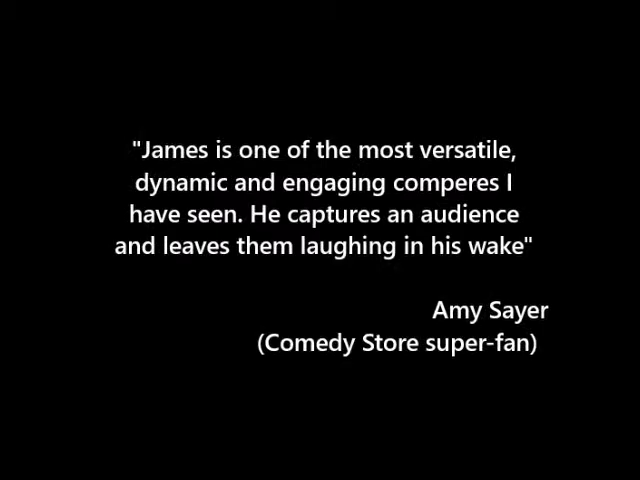 "James is one of the most versatile,
dynamic and engaging comperes I
have seen. He captures an audience
and leaves them laughing in his wake"
Amy Sayer
(Comedy Store super-fan)